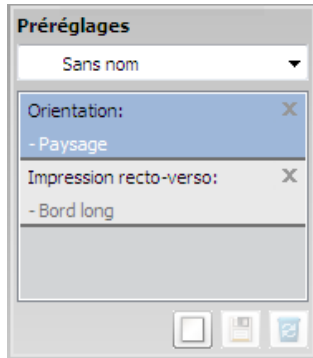 Préréglages
Sans nom
Orientation:
- Paysage
Impression recto-verso:
- Bord long